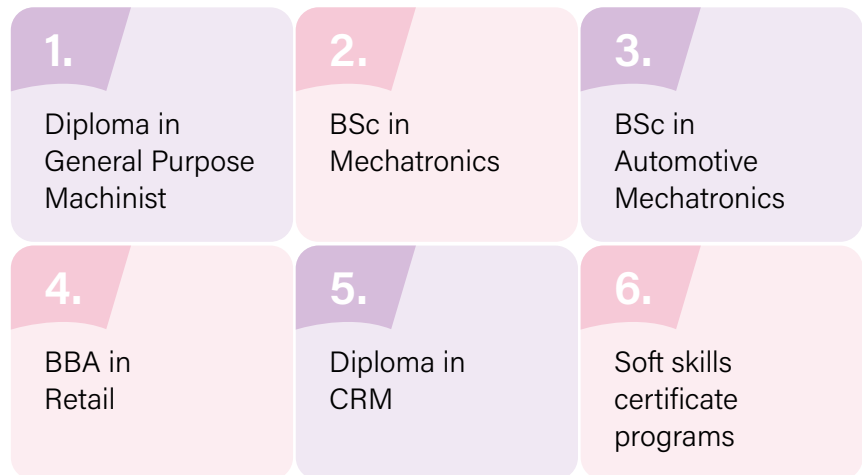 1.
Diploma in
General Purpose
Machinist
2.
BSc in
Mechatronics
3.
BSc in
Automotive
Mechatronics
4.
BBA in
Retail
5.
Diploma in
CRM
6.
Soft skills
certificate
programs